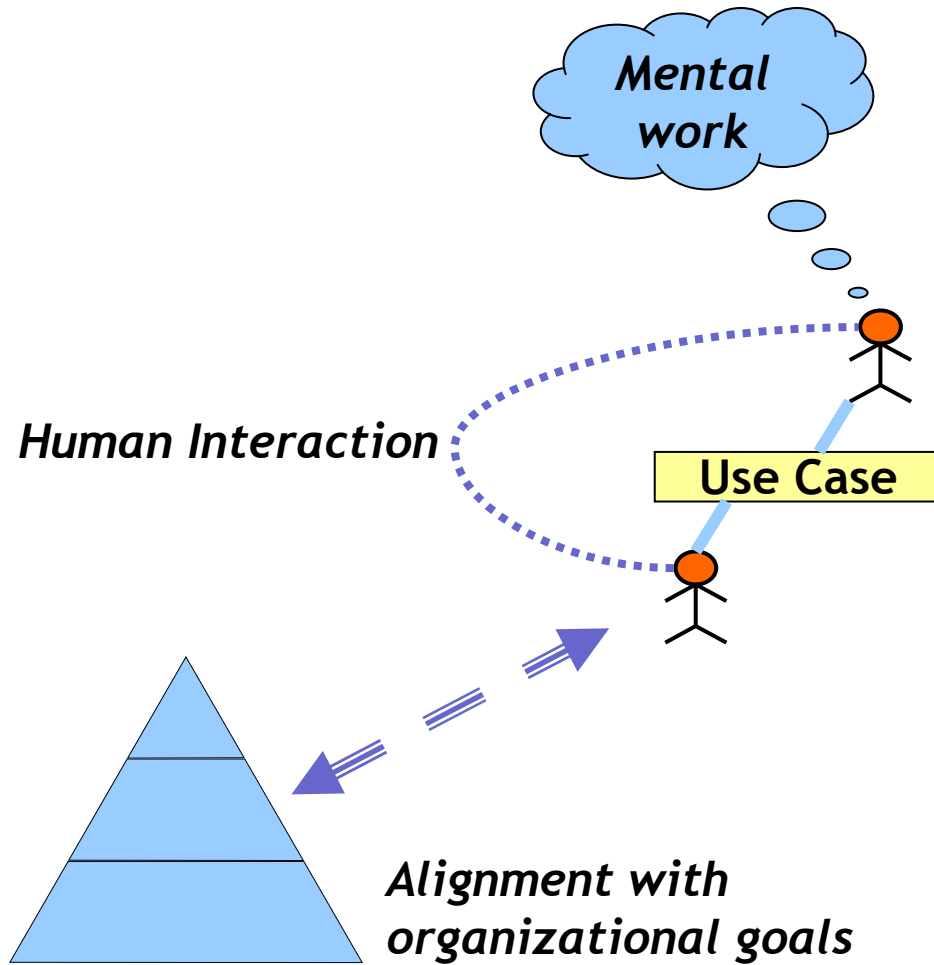 Mental
work
Human Interaction
Use Case
Alignment with
organizational goals